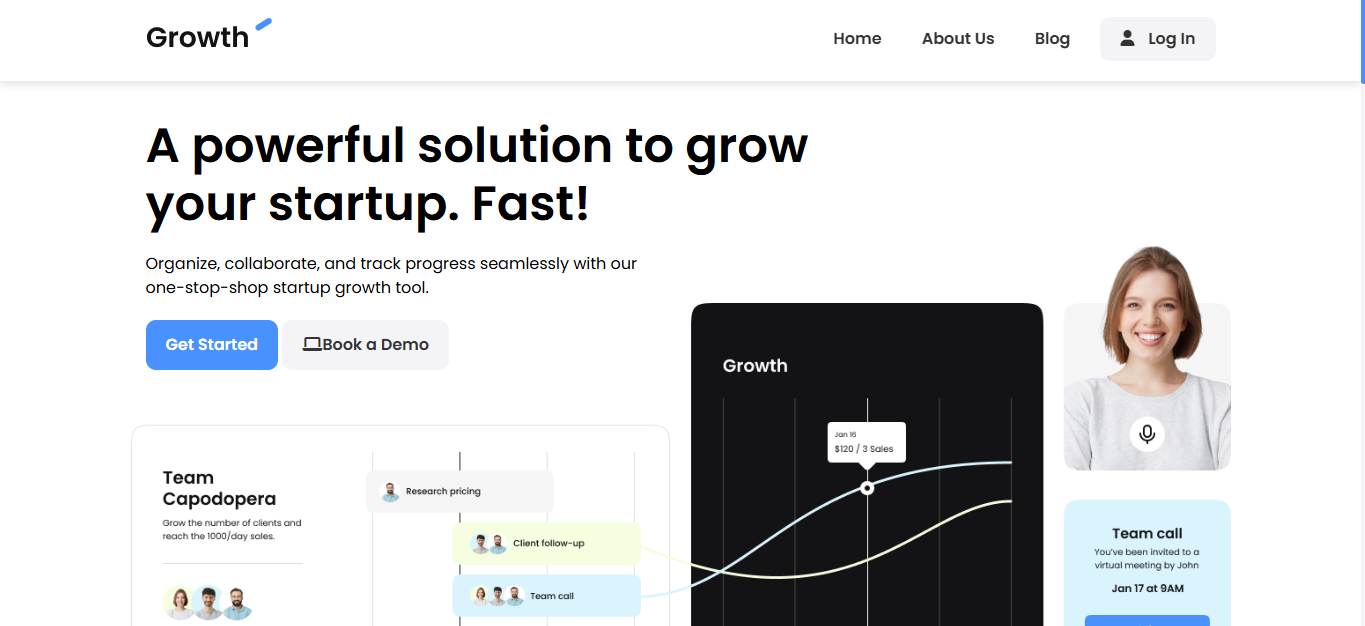 Growth
Home
About Us
Blog
Log In
A powerful solution to grow
your startup. Fast!
Organize, collaborate, and track progress seamlessly with our
one-stop-shop startup growth tool.
Get Started
Book a Demo
Growth
Jan 16
$120 / 3 Sales
Team
Capodopera
Grow the number of clients and
reach the 1000/day sales.
Research pricing
Client follow-up
Team call
Team call
You've been invited to a
virtual meeting by John
Jan 17 at 9AM